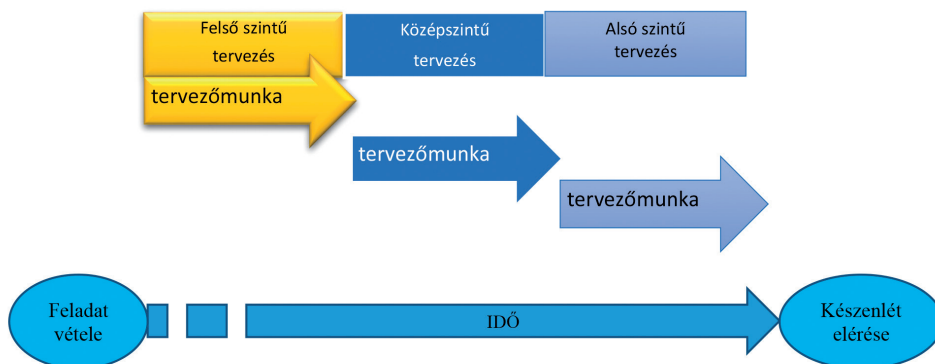 Felső szintű
tervezés
Középszintű
tervezés
Alsó szintű
tervezés
tervezőmunka
tervezőmunka
tervezőmunka
Feladat
vétele
IDŐ
Készenlét
elérése